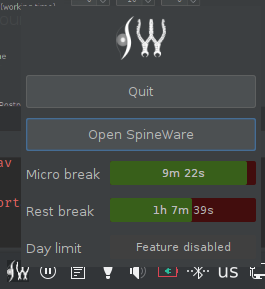 Quit
Open SpineWare
Micro break 9m 22s
Rest break 1h 7m 39s
Day limit Feature disabled
us